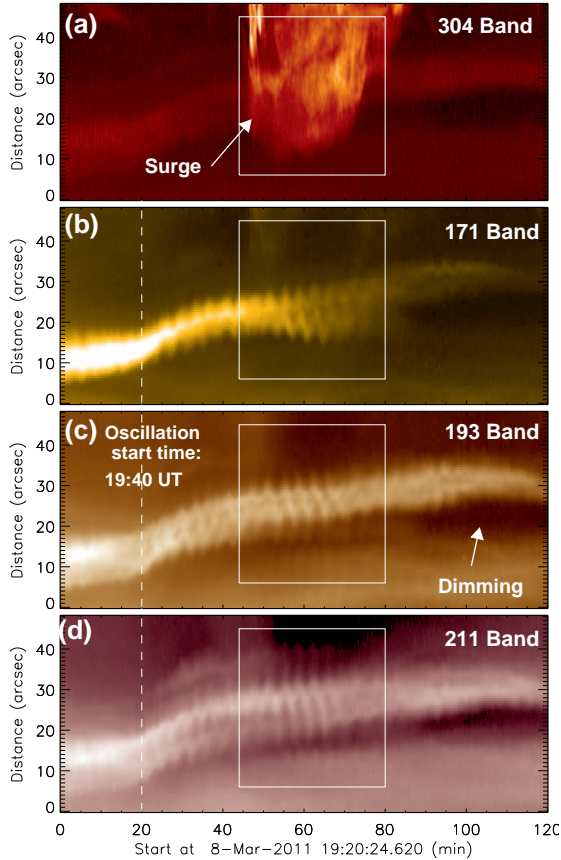 (a)
304 Band
Surge
Distance (arcsec)
40
30
20
10
0
(b)
171 Band
Distance (arcsec)
40
30
20
10
0
(c)
193 Band
Oscillation
start time:
19:40 UT
Dimming
Distance (arcsec)
40
30
20
10
0
(d)
211 Band
Distance (arcsec)
40
30
20
10
0
0 20 40 60 80 100 120
Start at 8-Mar-2011 19:20:24.620 (min)